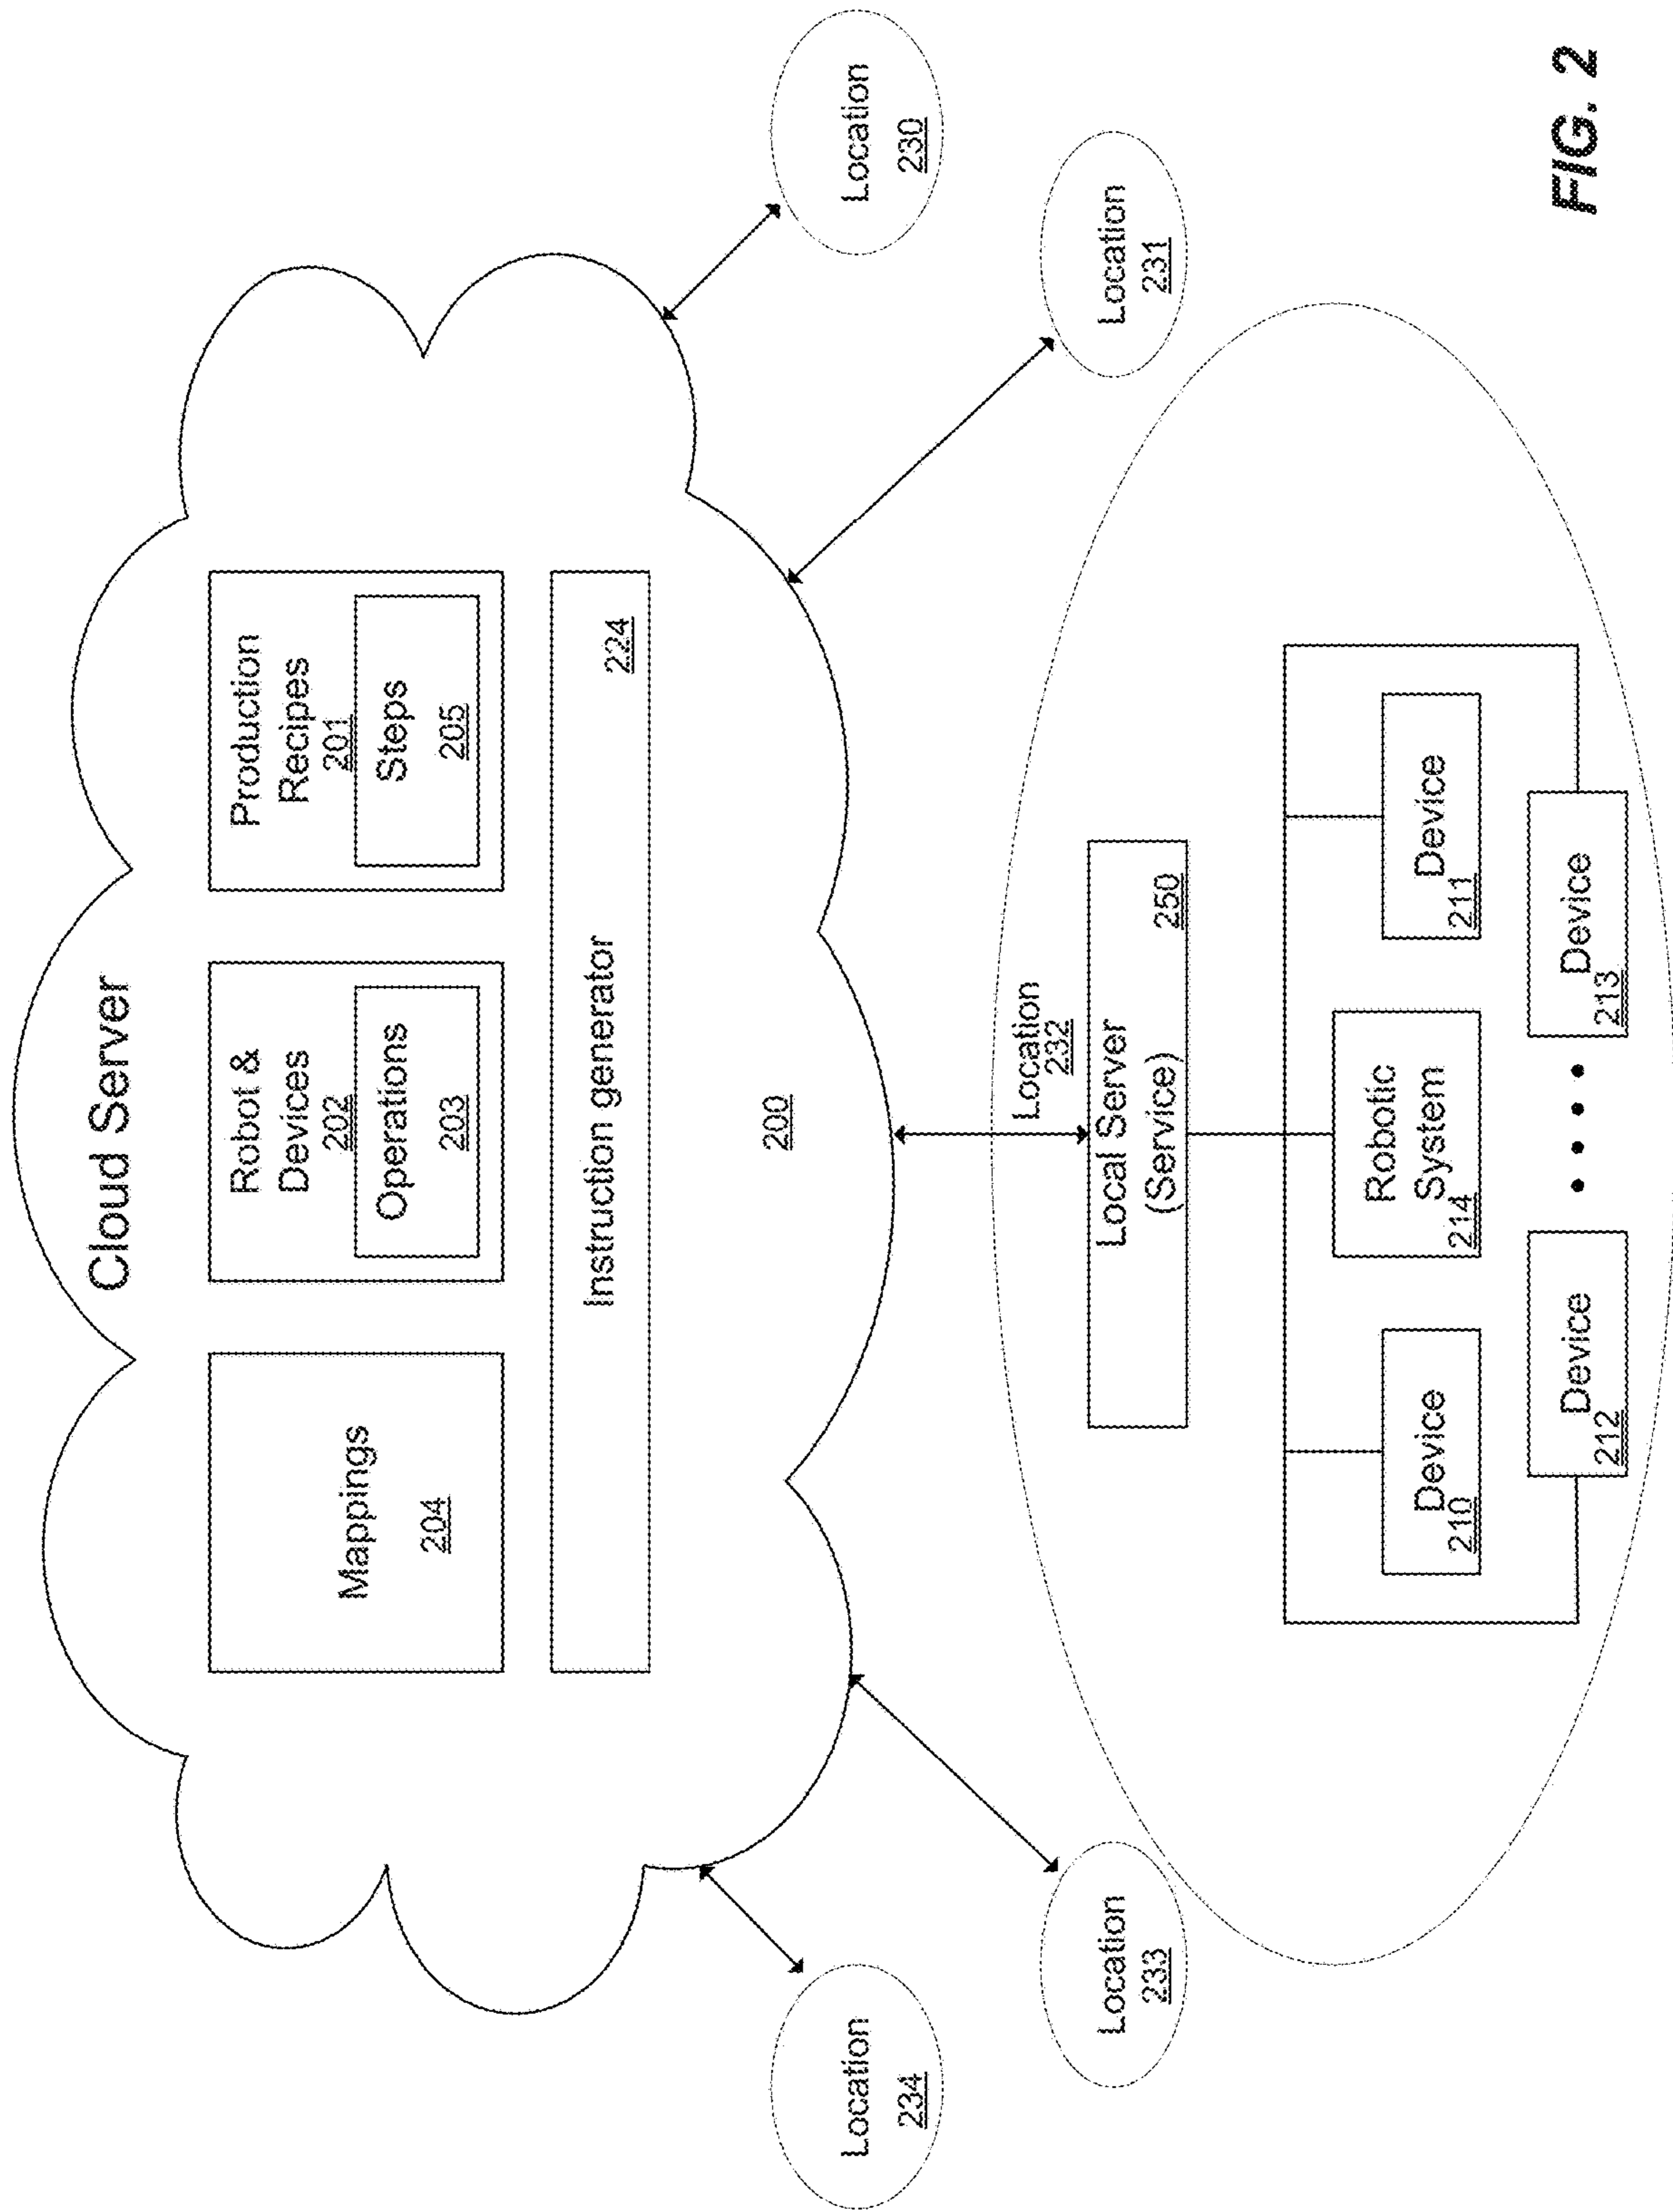 Cloud Server
Mappings
204
Robot &
Devices
202
Operations
203
Production
Recipes
201
Steps
205
Instruction generator
224
200
Location
234
Location
233
Location
232
Location
231
Location
230
Local Server
(Service)
250
Device
210
Robotic
System
214
Device
211
Device
212
Device
213
FIG. 2